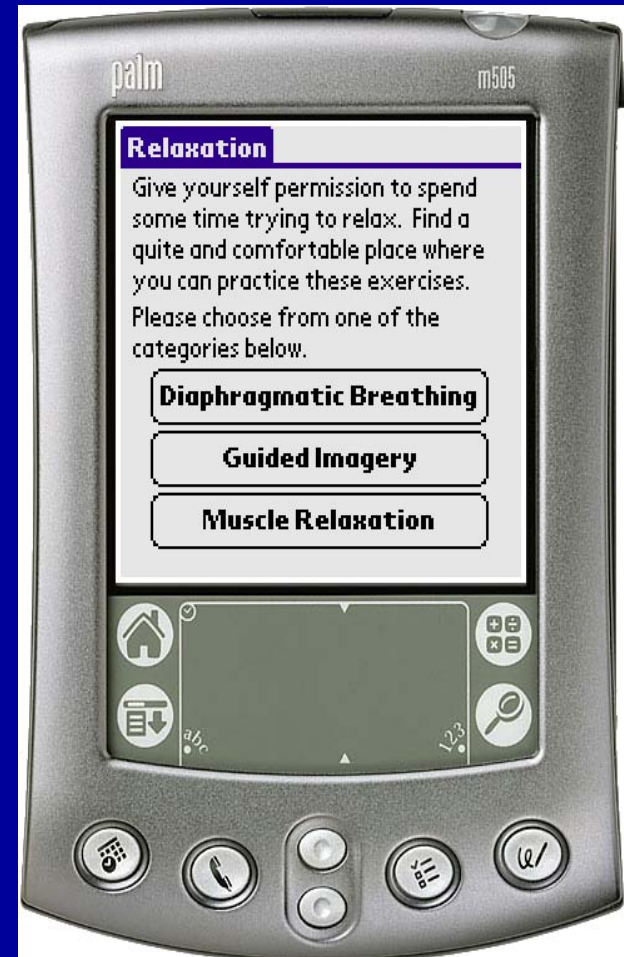 palm
m505
Relaxation
Give yourself permission to spend
some time trying to relax. Find a
quite and comfortable place where
you can practice these exercises.
Please choose from one of the
categories below.
Diaphragmatic Breathing
Guided Imagery
Muscle Relaxation
abc
123